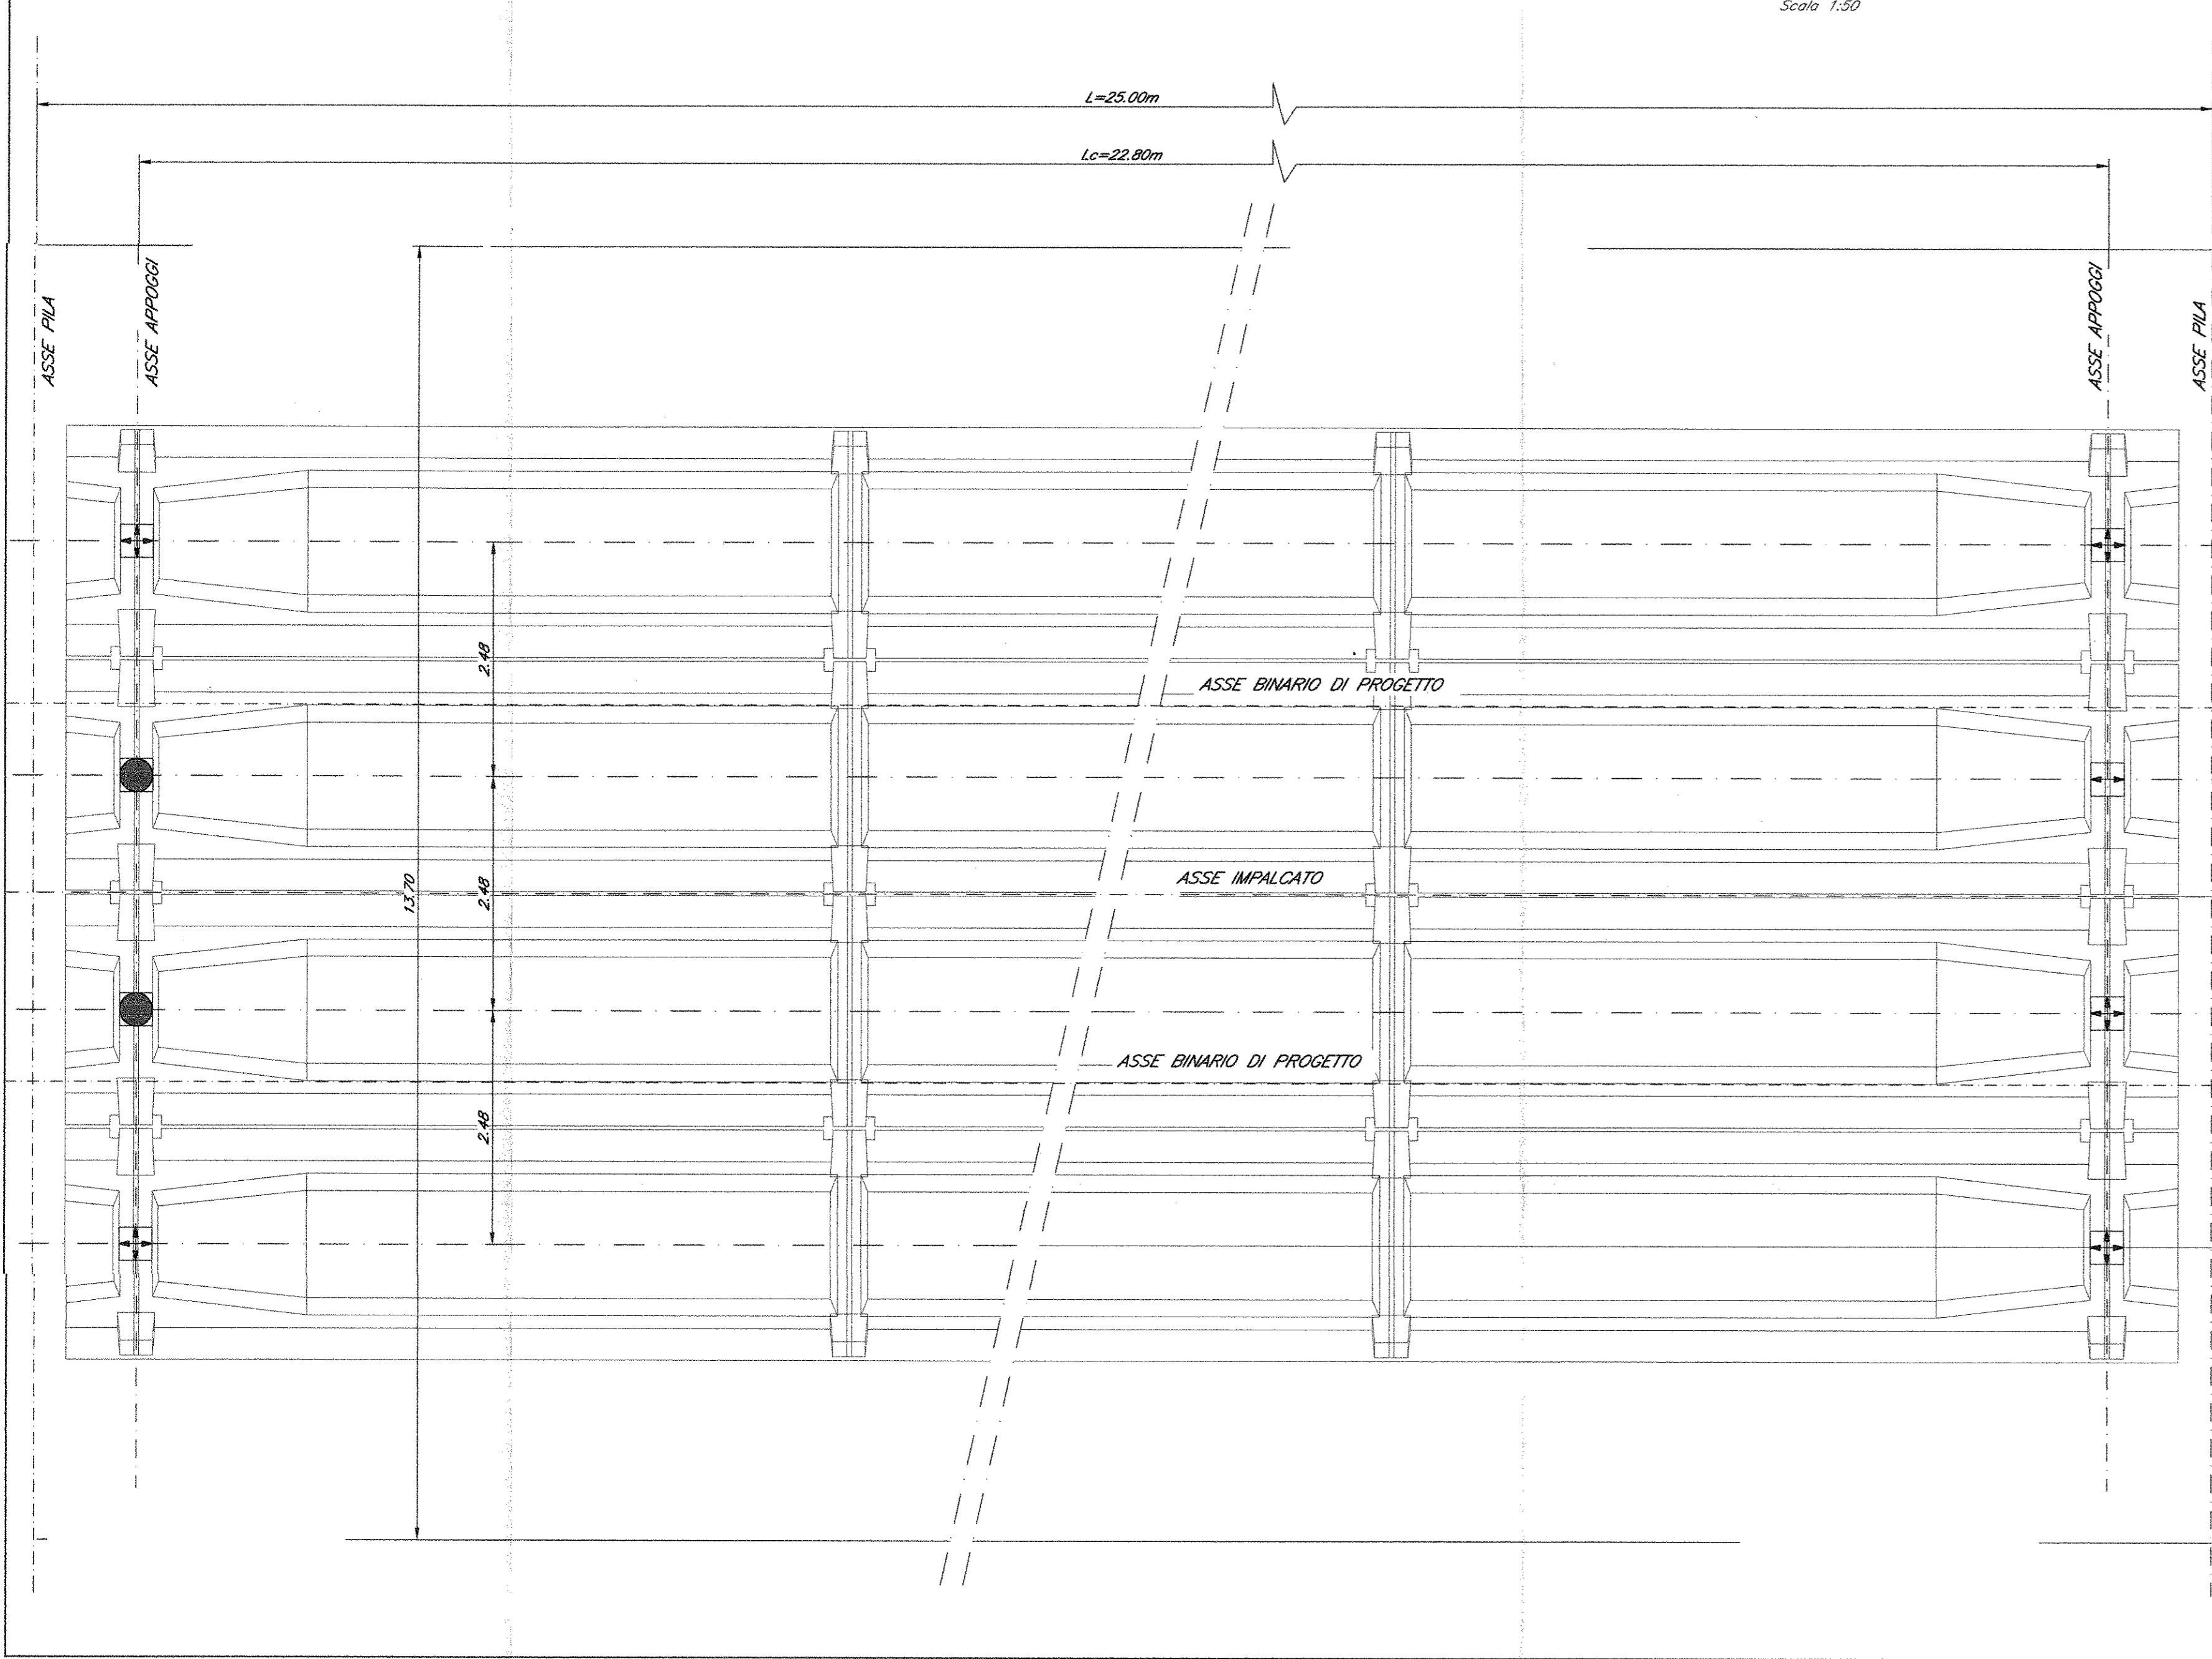 Scala 1:50
L=25.00m
Lc=22.80m
ASSE PILA
ASSE APPOGGI
ASSE APPOGGI
ASSE PILA
2.48
ASSE BINARIO DI PROGETTO
13.70
2.48
ASSE IMPALCATO
ASSE BINARIO DI PROGETTO
2.48